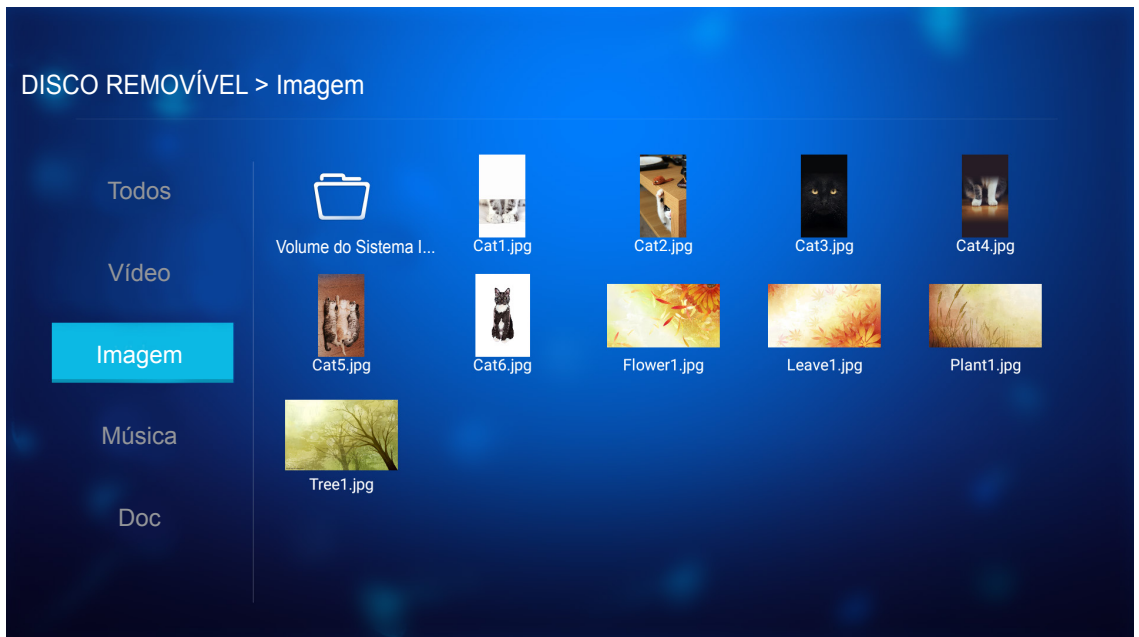 DISCO REMOVÍVEL > Imagem
Todos
Vídeo
Imagem
Música
Doc
Volume do Sistema I...
Cat1.jpg
Cat2.jpg
Cat3.jpg
Cat4.jpg
Cat5.jpg
Cat6.jpg
Flower1.jpg
Leave1.jpg
Plant1.jpg
Tree1.jpg